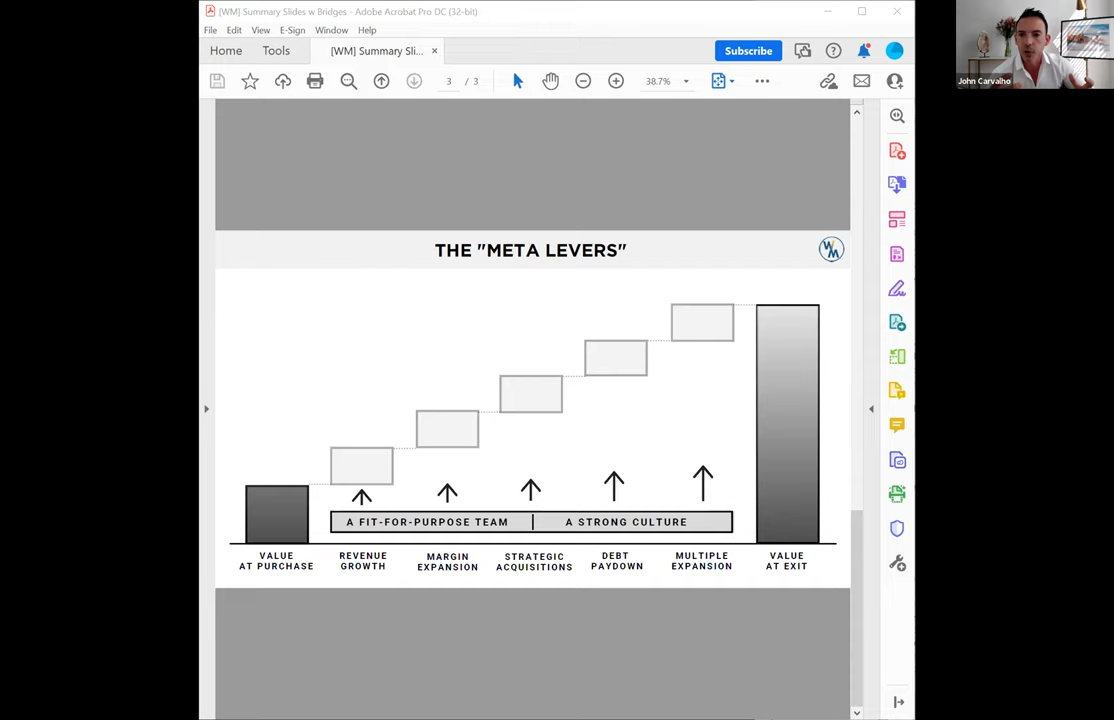 [WM] Summary Slides w Bridges - Adobe Acrobat Pro DC (32-bit)
File Edit View E-Sign Window Help
Home Tools [WM] Summary Sli... × Subscribe
3 / 3 38.7%
John Carvalho
THE "META LEVERS"
WM
A FIT-FOR-PURPOSE TEAM | A STRONG CULTURE
VALUE
AT PURCHASE
REVENUE
GROWTH
MARGIN
EXPANSION
STRATEGIC
ACQUISITIONS
DEBT
PAYDOWN
MULTIPLE
EXPANSION
VALUE
AT EXIT